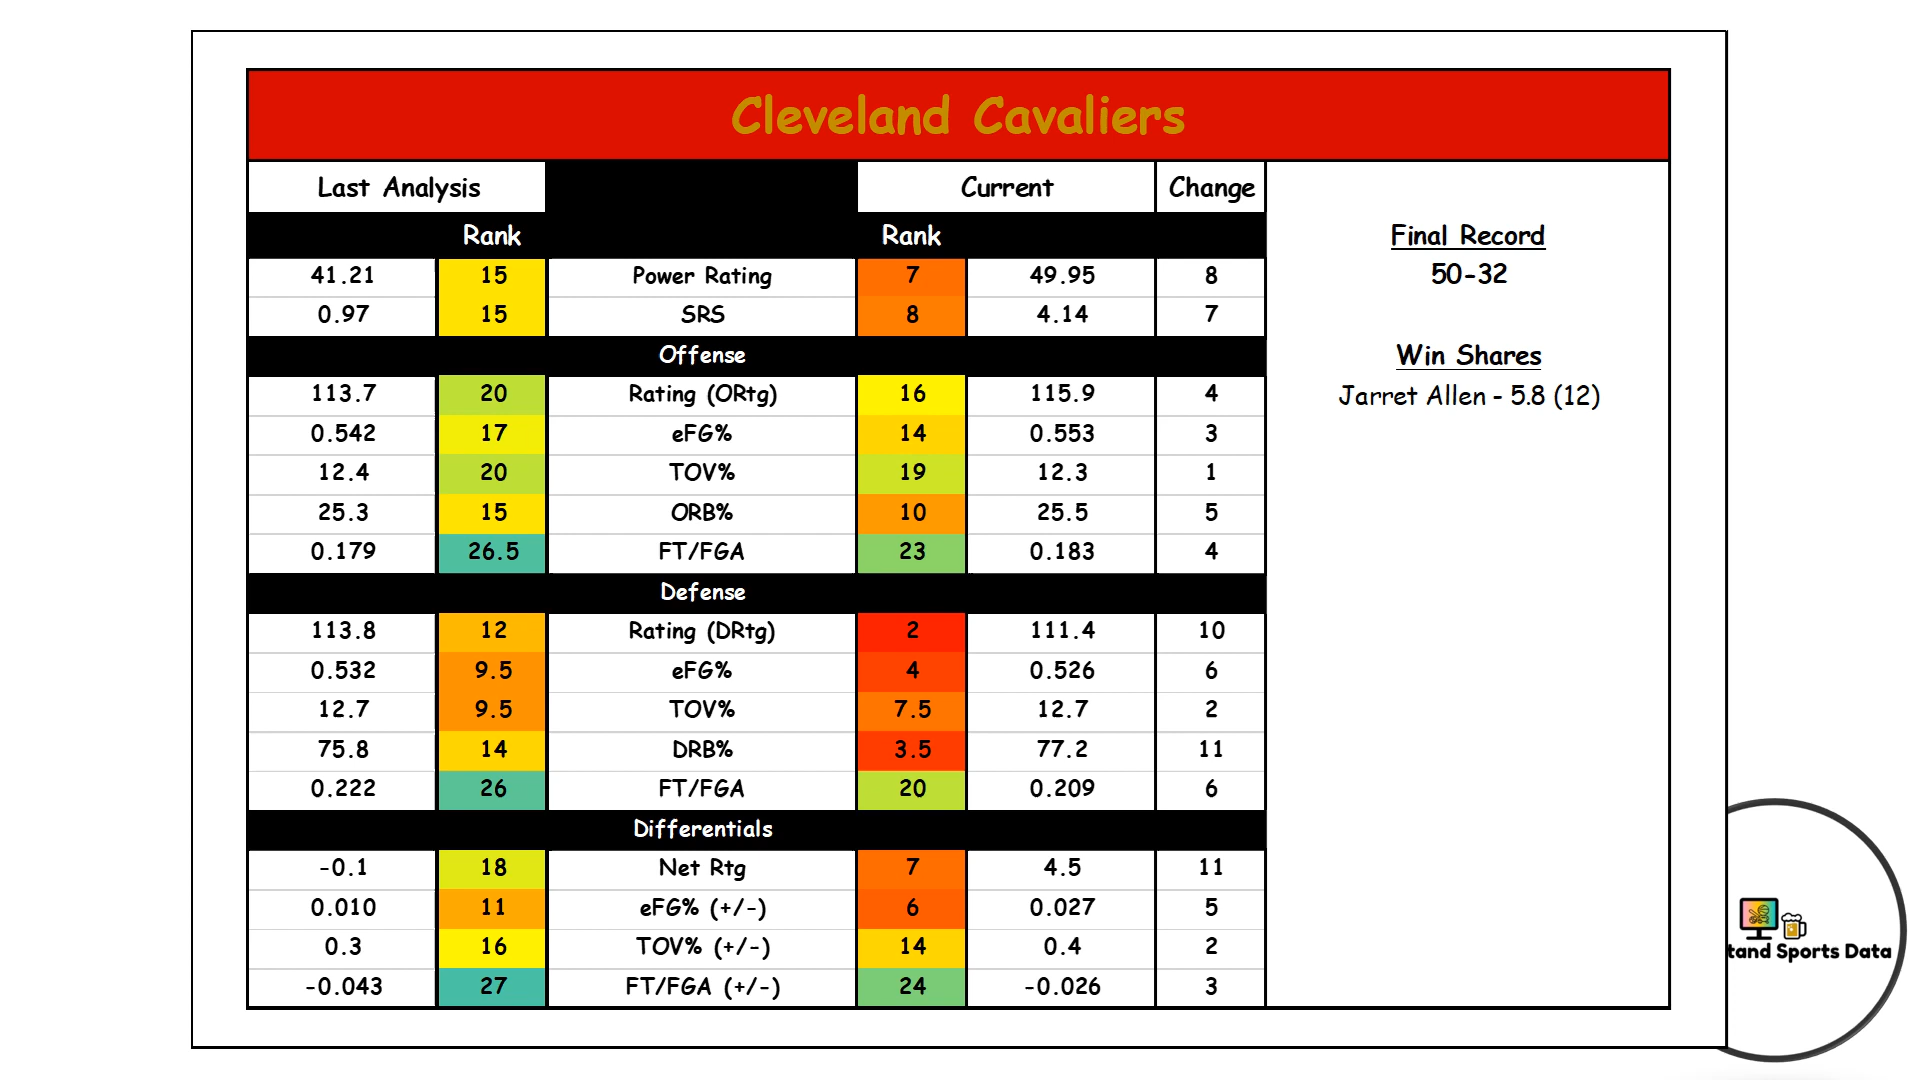 Cleveland Cavaliers
Last Analysis Current Change
Rank Rank
41.21 15 Power Rating 7 49.95 8
0.97 15 SRS 8 4.14 7
Offense
113.7 20 Rating (ORtg) 16 115.9 4
0.542 17 eFG% 14 0.553 3
12.4 20 TOV% 19 12.3 1
25.3 15 ORB% 10 25.5 5
0.179 26.5 FT/FGA 23 0.183 4
Defense
113.8 12 Rating (DRtg) 2 111.4 10
0.532 9.5 eFG% 4 0.526 6
12.7 9.5 TOV% 7.5 12.7 2
75.8 14 DRB% 3.5 77.2 11
0.222 26 FT/FGA 20 0.209 6
Differentials
-0.1 18 Net Rtg 7 4.5 11
0.010 11 eFG% (+/-) 6 0.027 5
0.3 16 TOV% (+/-) 14 0.4 2
-0.043 27 FT/FGA (+/-) 24 -0.026 3
Final Record
50-32
Win Shares
Jarret Allen - 5.8 (12)
tand Sports Data